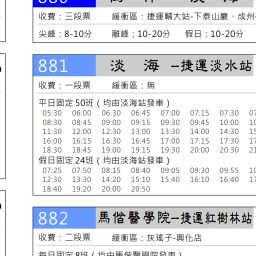 收費：三段票 緩衝區：捷運輔大站-下泰山巖、成州
尖峰：8-10分 離峰：10-20分 假日：10-20分
881 淡 海 –捷運淡水站
收費：一段票 緩衝區：無
平日固定50班（均由淡海站發車）
05:30 06:00 06:30 06:45 07:00 07:15 07:30
08:30 08:45 09:00 09:15 09:30 09:45 10:00
11:30 12:00 12:30 13:00 13:30 14:00 14:30
16:00 16:15 16:30 16:45 17:00 17:15 17:30
18:30 18:45 19:00 19:15 19:30 20:00 20:30
假日固定24班（均由淡海站發車）
07:25 07:50 08:15 08:40 09:05 09:30 09:55
12:30 13:30 14:20 15:10 15:40 16:10 16:40
18:40 19:20 20:00 20:50
882 馬偕醫學院–捷運紅樹林站
收費：二段票 緩衝區：灰瑤子-興化店